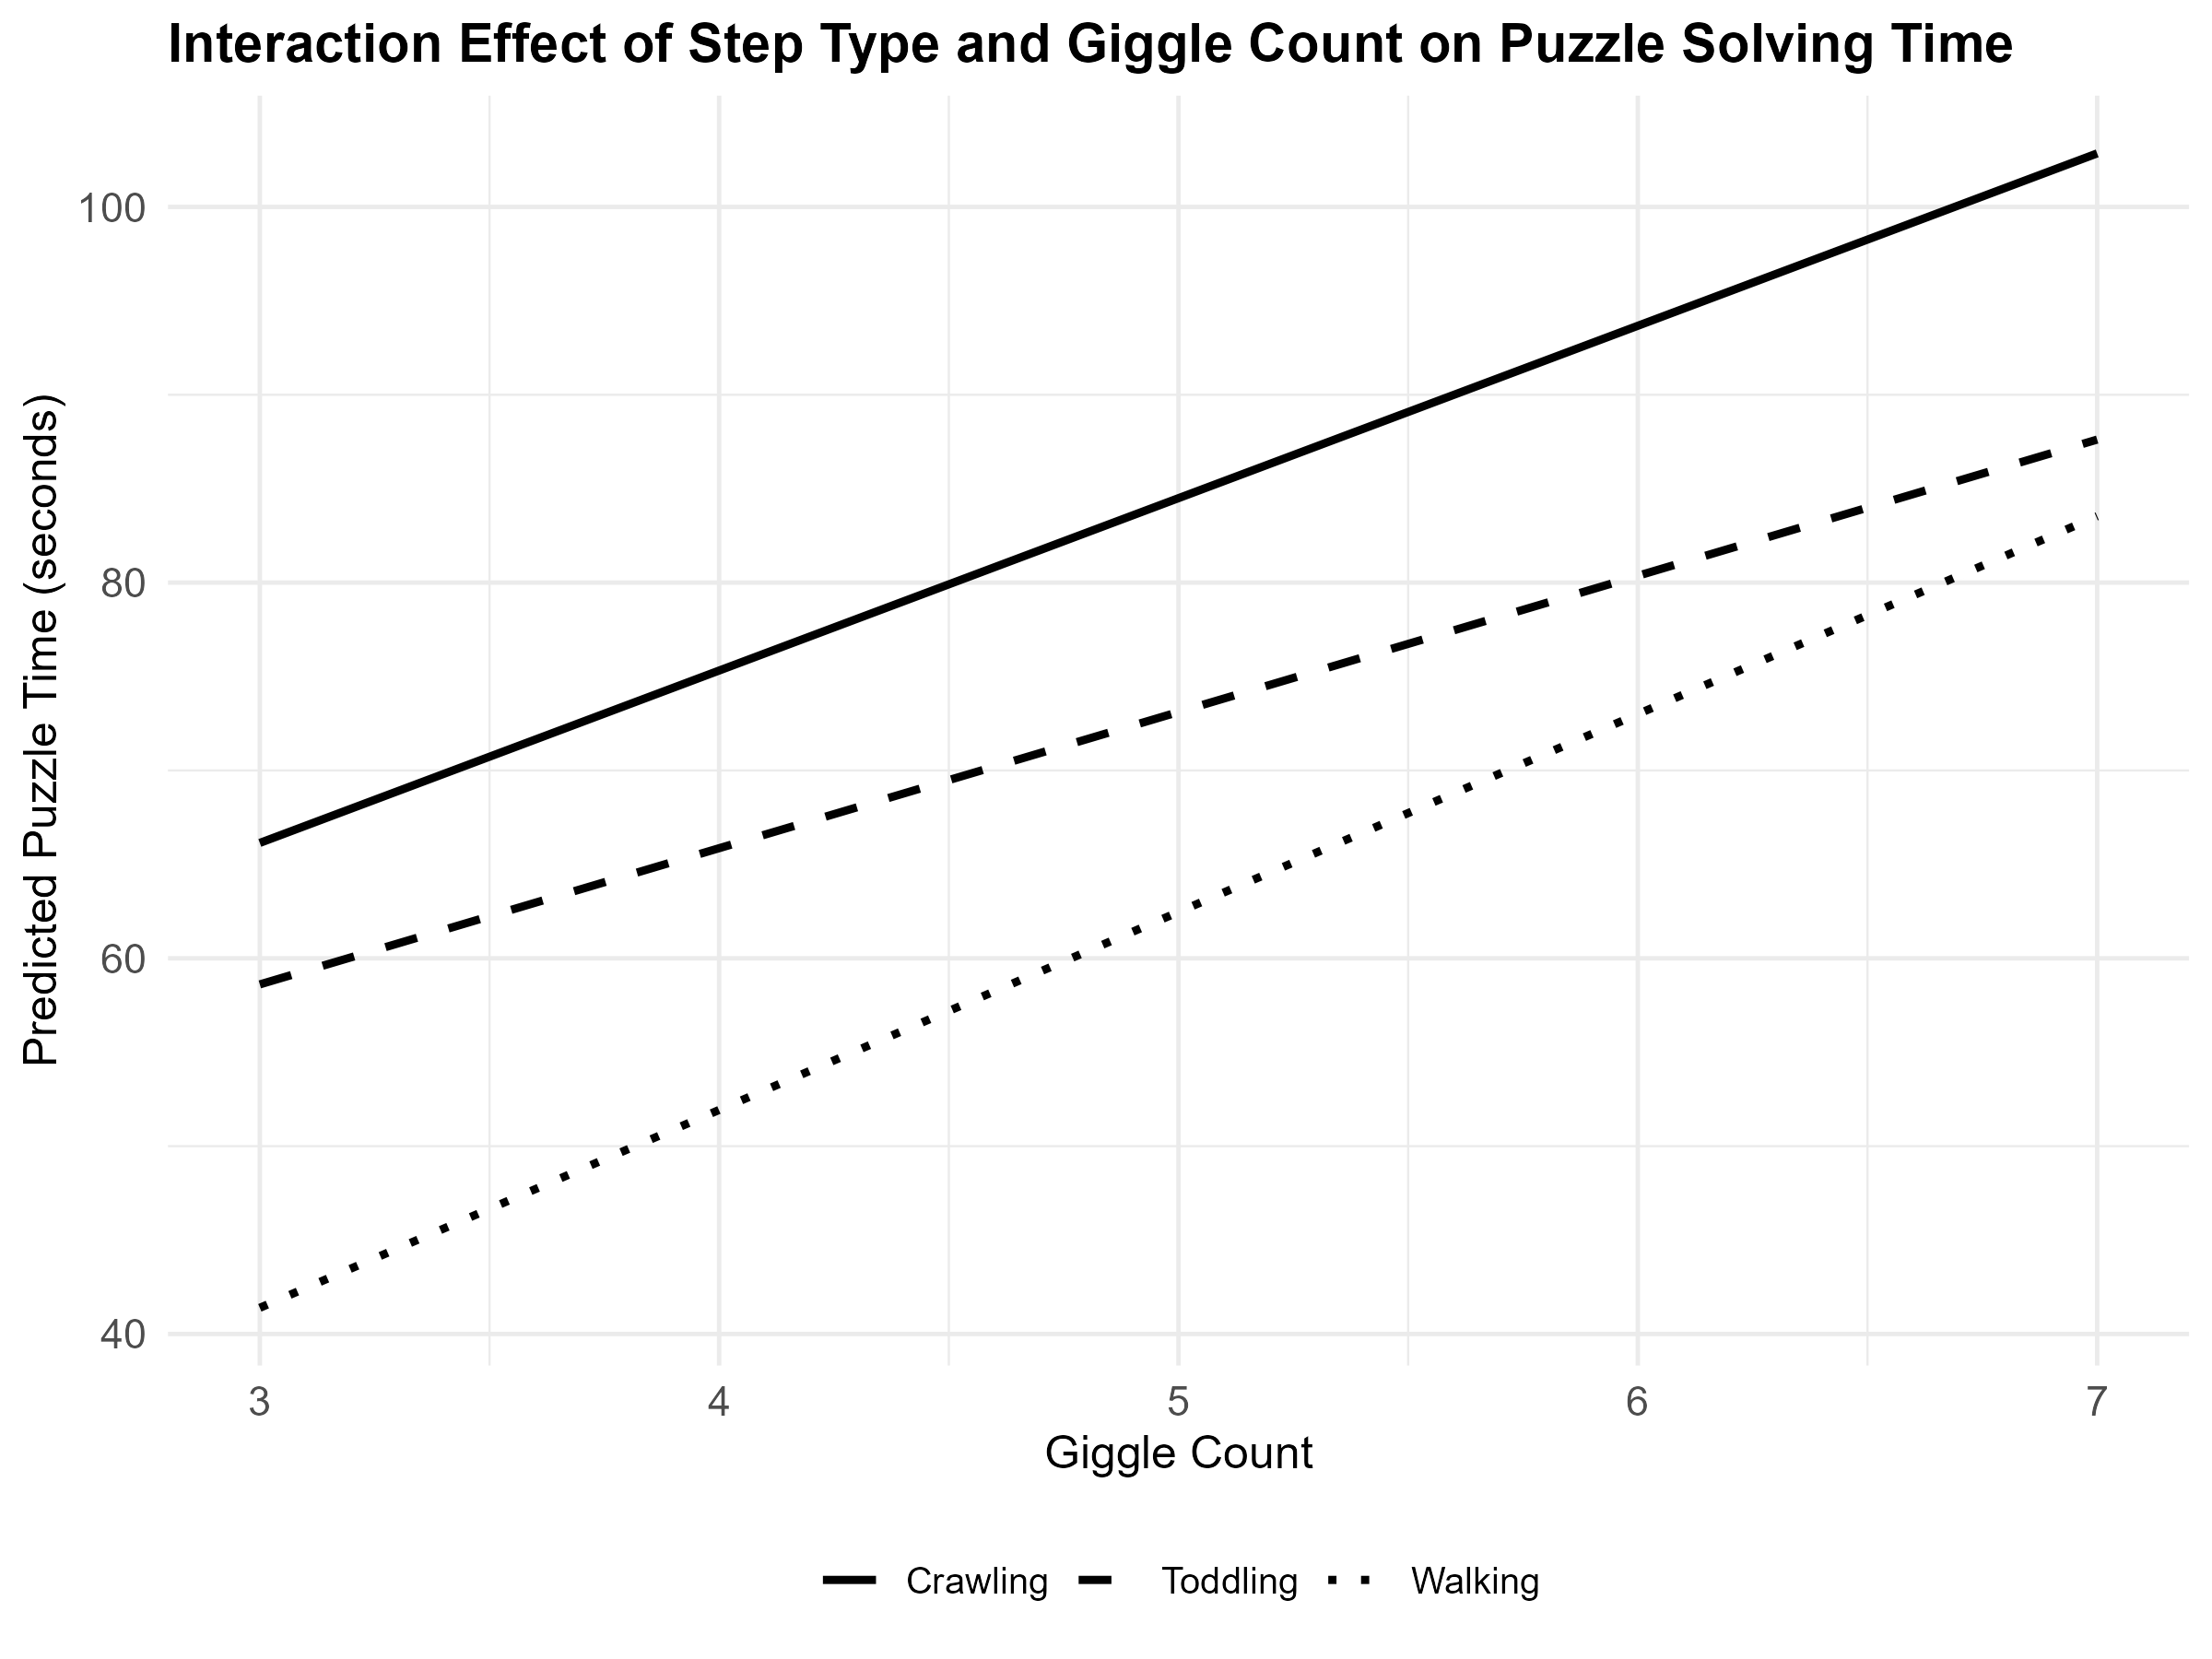 Interaction Effect of Step Type and Giggle Count on Puzzle Solving Time
Predicted Puzzle Time (seconds)
100
80
60
40
3 4 5 6 7
Giggle Count
Crawling Toddling Walking